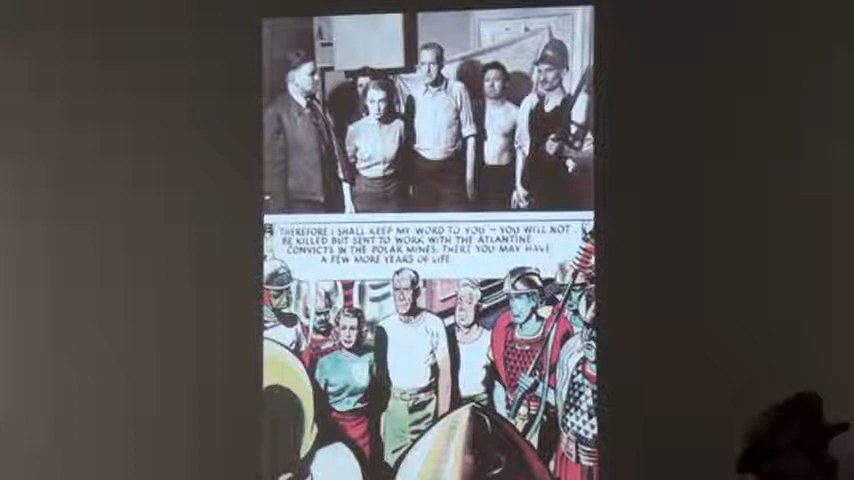 THEREFORE I SHALL KEEP MY WORD TO YOU – YOU WILL NOT
BE KILLED BUT SENT TO WORK WITH THE ATLANTINE
CONVICTS IN THE POLAR MINES. THERE YOU MAY HAVE
A FEW MORE YEARS OF LIFE